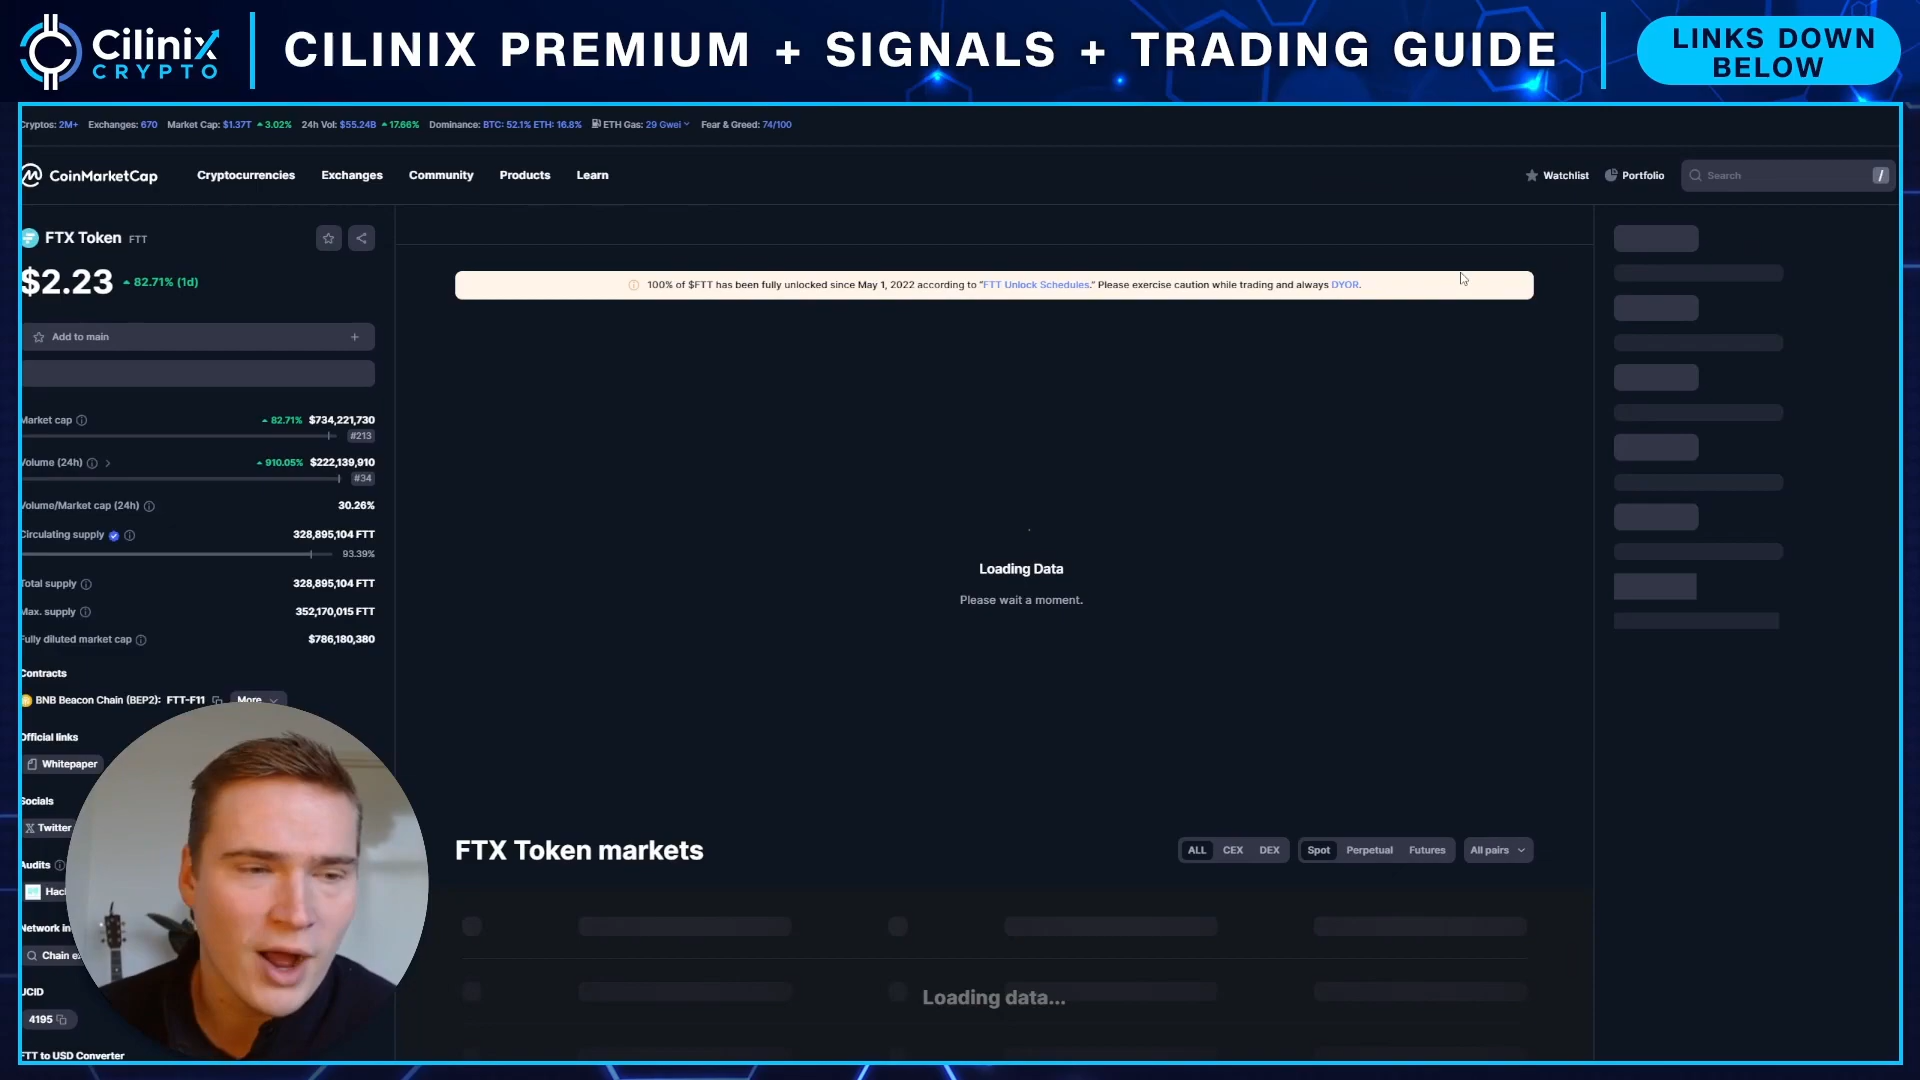 Cilinix
CRYPTO
CILINIX PREMIUM + SIGNALS + TRADING GUIDE
LINKS DOWN
BELOW
Cryptos: 2M+ Exchanges: 670 Market Cap: $1.37T 3.02% 24h Vol: $55.24B 17.66% Dominance: BTC: 52.1% ETH: 16.8% ETH Gas: 29 Gwei Fear & Greed: 74/100
CoinMarketCap Cryptocurrencies Exchanges Community Products Learn Watchlist Portfolio Search /
FTX Token FTT
$2.23 82.71% (1d)
100% of $FTT has been fully unlocked since May 1, 2022 according to "FTT Unlock Schedules." Please exercise caution while trading and always DYOR.
Add to main +
Market cap 82.71% $734,221,730
#213
Volume (24h) 910.05% $222,139,910
#34
Volume/Market cap (24h) 30.26%
Circulating supply 328,895,104 FTT
93.39%
Total supply 328,895,104 FTT
Max. supply 352,170,015 FTT
Fully diluted market cap $786,180,380
Loading Data
Please wait a moment.
Contracts
BNB Beacon Chain (BEP2): FTT-F11 More
Official links
Whitepaper
Socials
Twitter
Audits
Hac
Network in
Chain e
UCID
4195
FTT to USD Converter
FTX Token markets
ALL CEX DEX Spot Perpetual Futures All pairs
Loading data...